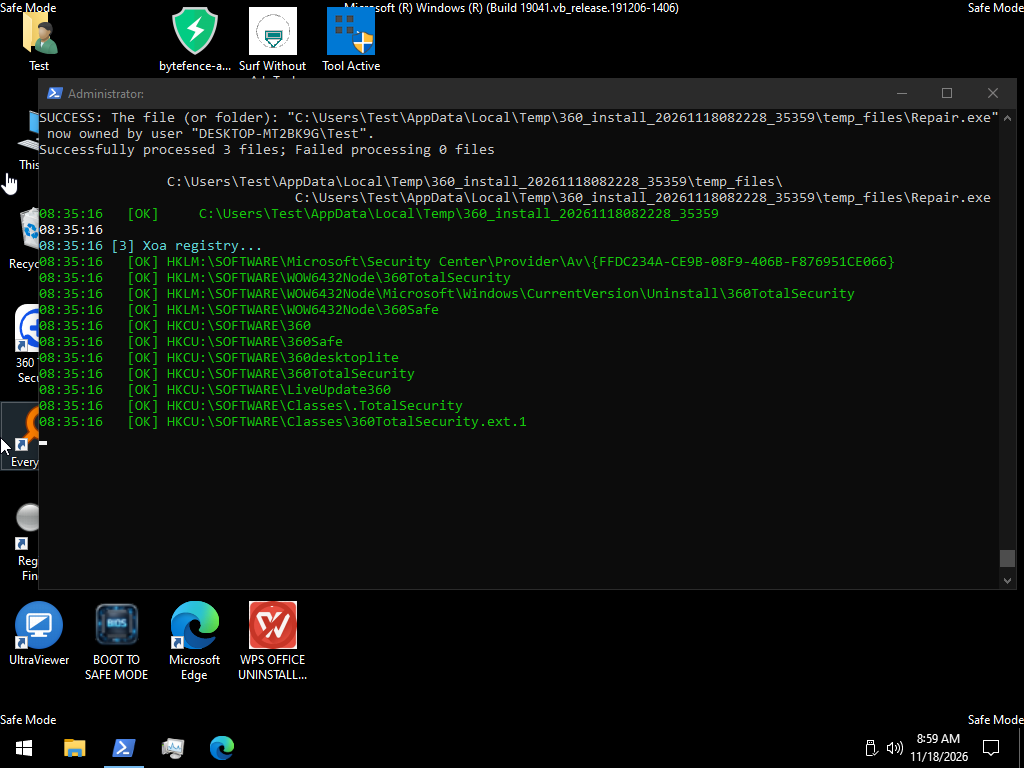 Safe Mode
Microsoft (R) Windows (R) (Build 19041.vb_release.191206-1406)
Safe Mode
Test
bytefence-a...
Surf Without
Tool Active
Administrator:
SUCCESS: The file (or folder): "C:\Users\Test\AppData\Local\Temp\360_install_20261118082228_35359\temp_files\Repair.exe"
now owned by user "DESKTOP-MT2BK9G\Test".
Successfully processed 3 files; Failed processing 0 files
C:\Users\Test\AppData\Local\Temp\360_install_20261118082228_35359\temp_files\
C:\Users\Test\AppData\Local\Temp\360_install_20261118082228_35359\temp_files\Repair.exe
08:35:16 [OK] C:\Users\Test\AppData\Local\Temp\360_install_20261118082228_35359
08:35:16
08:35:16 [3] Xoa registry...
08:35:16 [OK] HKLM:\SOFTWARE\Microsoft\Security Center\Provider\Av\{FFDC234A-CE9B-08F9-406B-F876951CE066}
08:35:16 [OK] HKLM:\SOFTWARE\WOW6432Node\360TotalSecurity
08:35:16 [OK] HKLM:\SOFTWARE\WOW6432Node\Microsoft\Windows\CurrentVersion\Uninstall\360TotalSecurity
08:35:16 [OK] HKLM:\SOFTWARE\WOW6432Node\360Safe
08:35:16 [OK] HKCU:\SOFTWARE\360
08:35:16 [OK] HKCU:\SOFTWARE\360Safe
08:35:16 [OK] HKCU:\SOFTWARE\360desktoplite
08:35:16 [OK] HKCU:\SOFTWARE\360TotalSecurity
08:35:16 [OK] HKCU:\SOFTWARE\LiveUpdate360
08:35:16 [OK] HKCU:\SOFTWARE\Classes\.TotalSecurity
08:35:16 [OK] HKCU:\SOFTWARE\Classes\360TotalSecurity.ext.1
This
Recyc
360
Secu
Every
Reg
Fin
UltraViewer
BOOT TO
SAFE MODE
Microsoft
Edge
WPS OFFICE
UNINSTALL...
BIOS
Safe Mode
Safe Mode
8:59 AM
11/18/2026